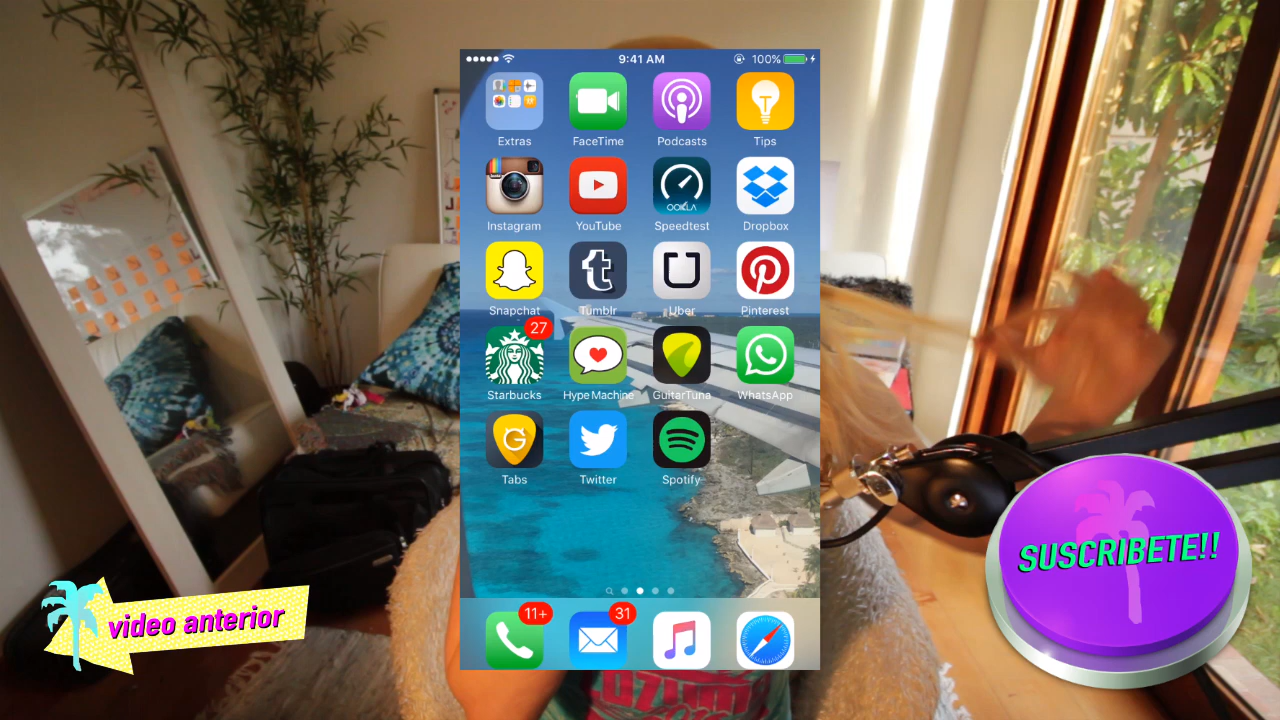 9:41 AM
100%
Extras
FaceTime
Podcasts
Tips
Instagram
YouTube
OOKLA
Speedtest
Dropbox
Snapchat
Tumblr
Uber
Pinterest
27
Starbucks
Hype Machine
GuitarTuna
WhatsApp
Tabs
Twitter
Spotify
11+
31
video anterior
SUSCRIBETE!!